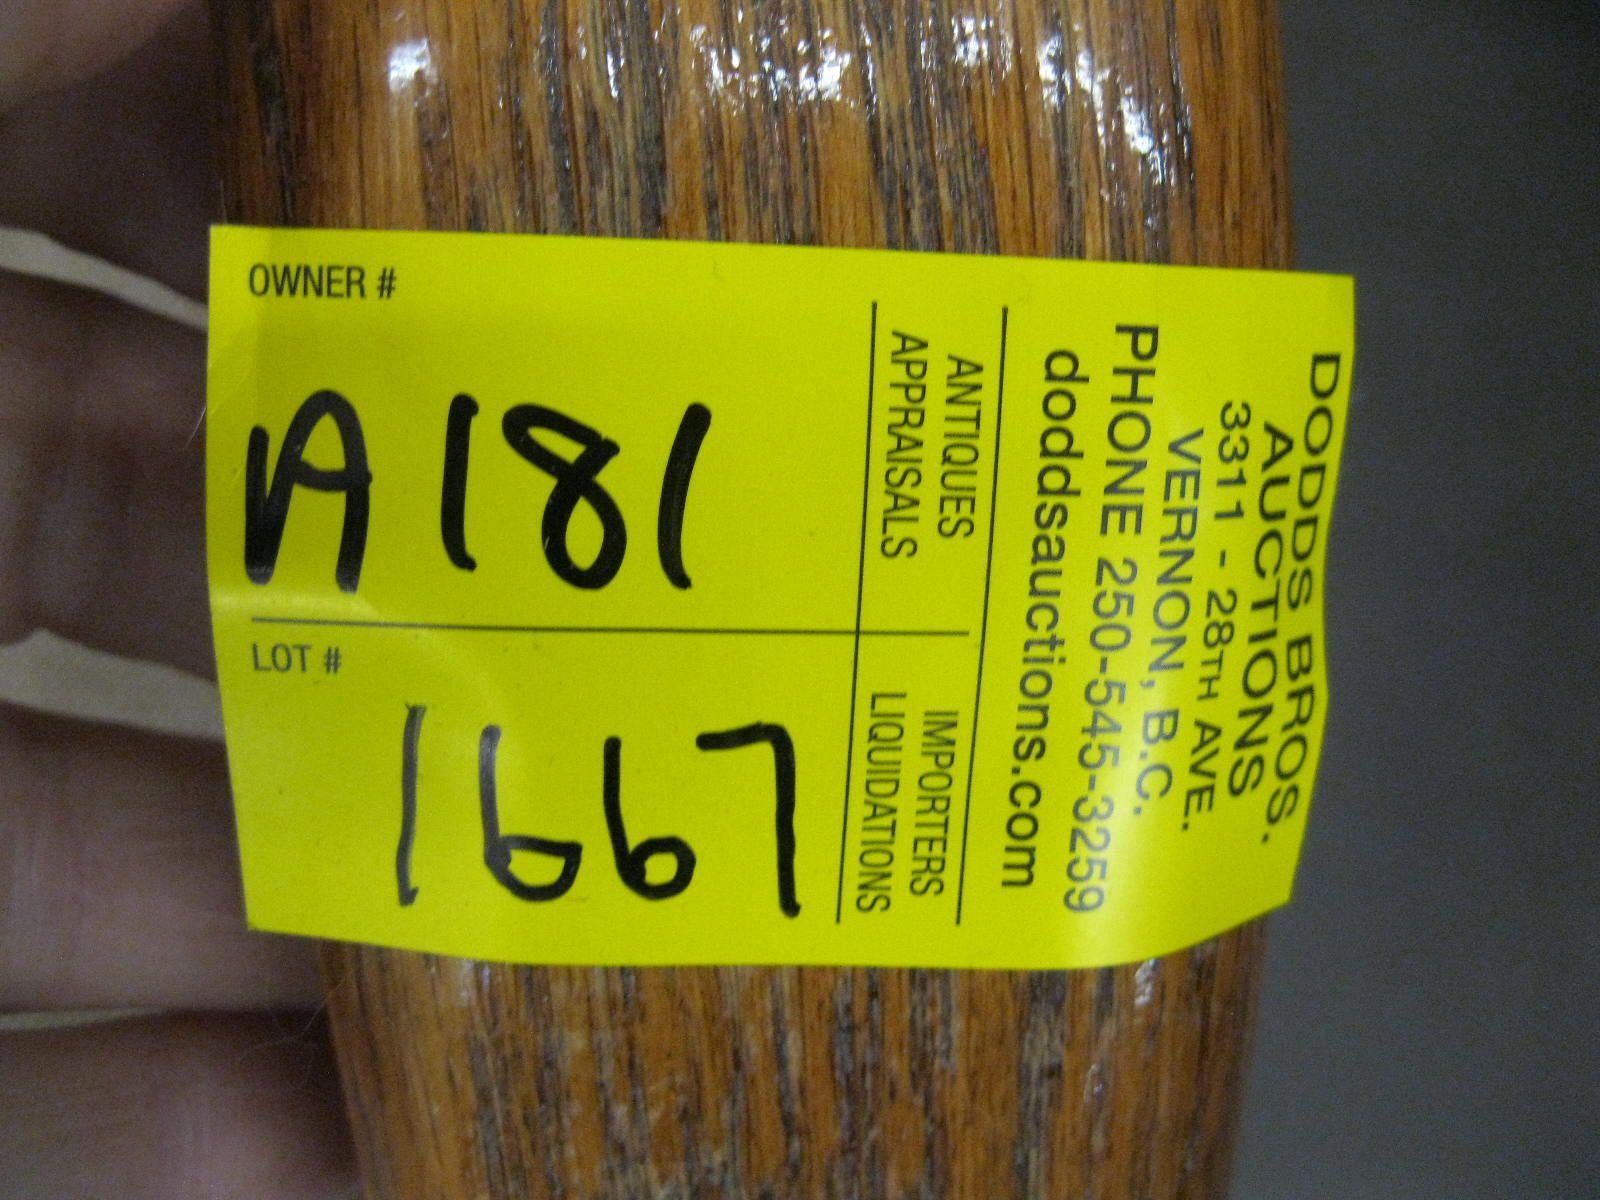 DODDS BROS.
AUCTIONS
3311 - 28TH AVE.
VERNON, B.C.
PHONE 250-545-3259
doddsauctions.com
ANTIQUES
APPRAISALS
IMPORTERS
LIQUIDATIONS
OWNER #
A181
LOT #
1667